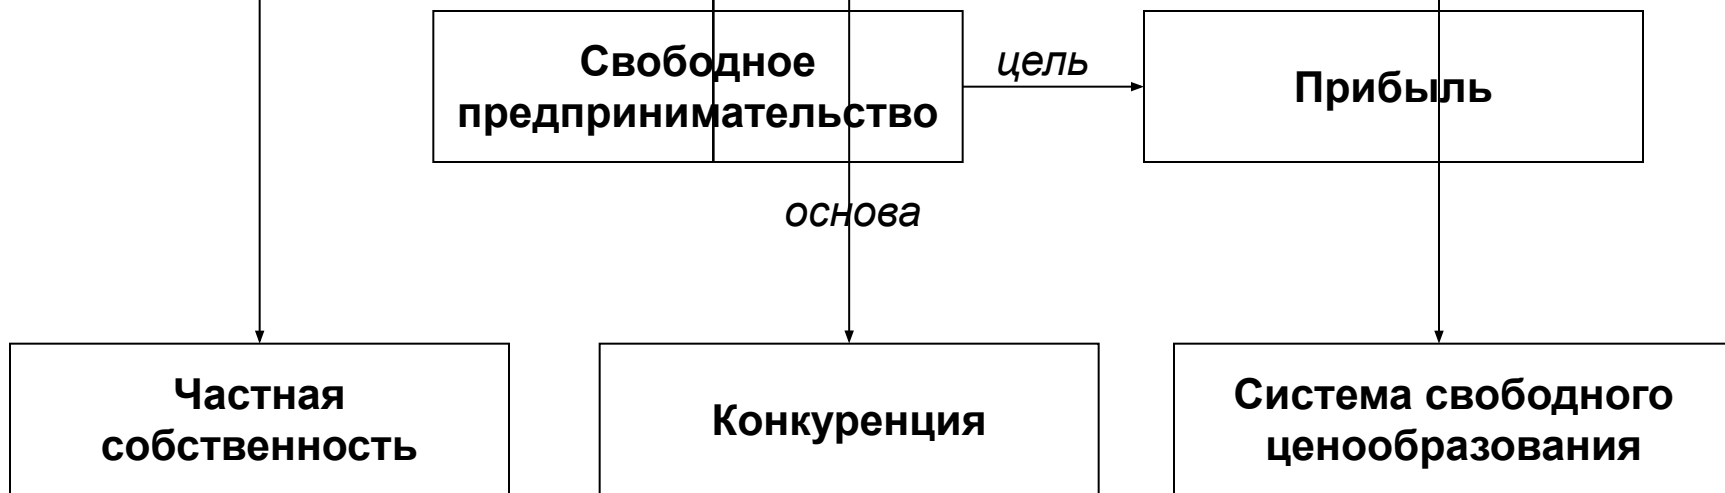 Свободное
предпринимательство
цель
Прибыль
основа
Частная
собственность
Конкуренция
Система свободного
ценообразования